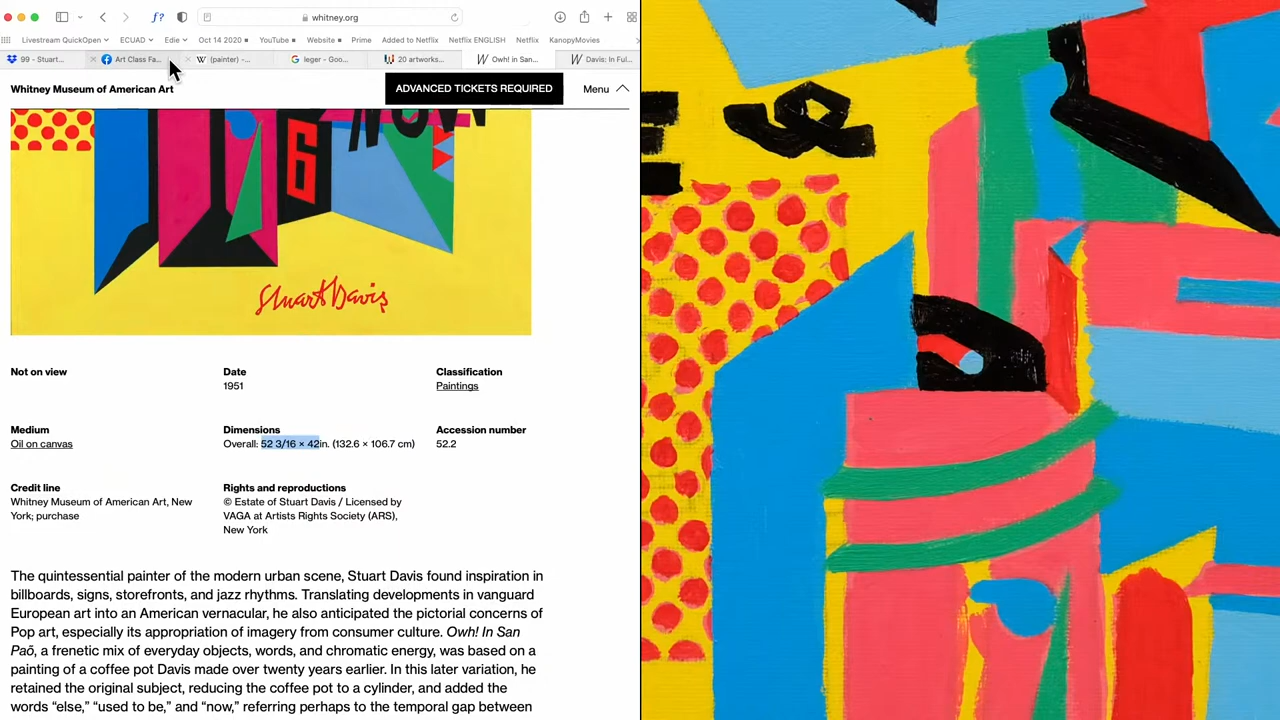 f?
whitney.org
Livestream QuickOpen
ECUAD
Edie
Oct 14 2020
YouTube
Website
Prime
Added to Netflix
Netflix ENGLISH
Netflix
KanopyMovies
99 - Stuart...
Art Class Fa...
W (painter) -...
leger - Goo...
20 artworks...
Owh! in San...
Davis: In Ful...
Whitney Museum of American Art
ADVANCED TICKETS REQUIRED
Menu
NOW
6
Stuart Davis
Not on view
Date
1951
Classification
Paintings
Medium
Oil on canvas
Dimensions
Overall: 52 3/16 × 42in. (132.6 × 106.7 cm)
Accession number
52.2
Credit line
Whitney Museum of American Art, New
York; purchase
Rights and reproductions
© Estate of Stuart Davis / Licensed by
VAGA at Artists Rights Society (ARS),
New York
The quintessential painter of the modern urban scene, Stuart Davis found inspiration in
billboards, signs, storefronts, and jazz rhythms. Translating developments in vanguard
European art into an American vernacular, he also anticipated the pictorial concerns of
Pop art, especially its appropriation of imagery from consumer culture. Owh! In San
Paõ, a frenetic mix of everyday objects, words, and chromatic energy, was based on a
painting of a coffee pot Davis made over twenty years earlier. In this later variation, he
retained the original subject, reducing the coffee pot to a cylinder, and added the
words “else,” “used to be,” and “now,” referring perhaps to the temporal gap between